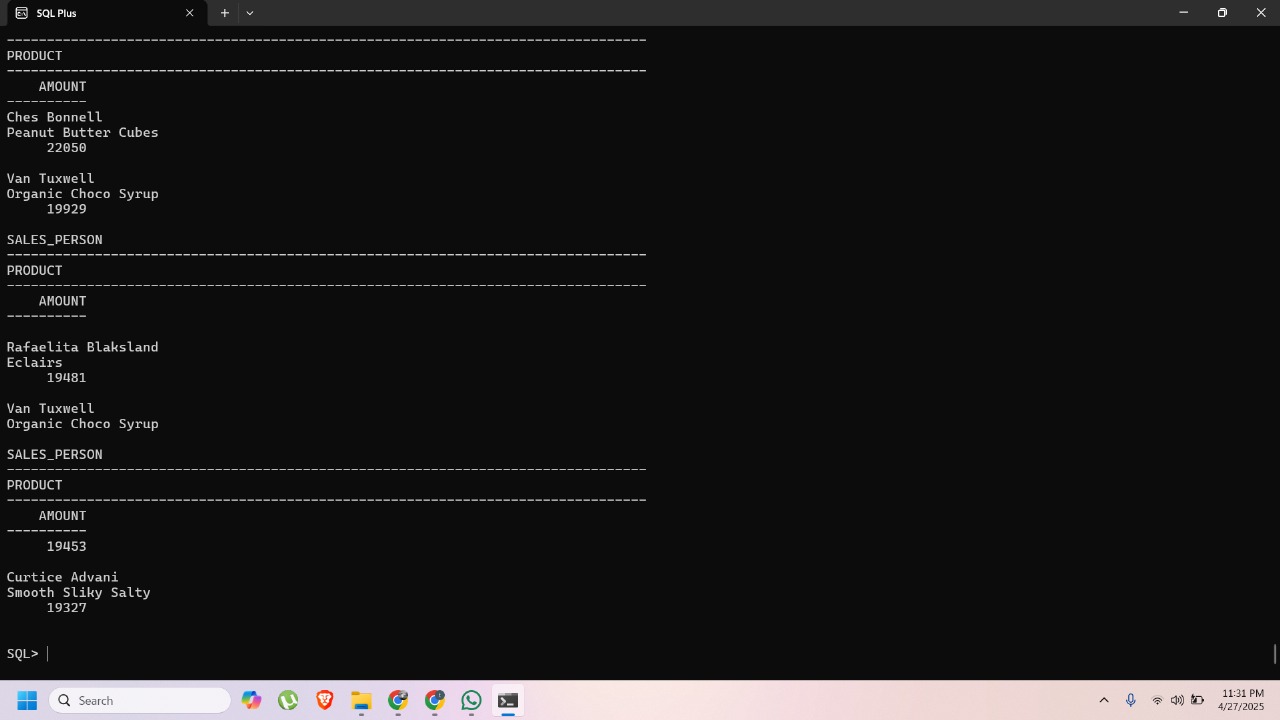 SQL Plus
--------------------------------------------------------------------------------
PRODUCT
--------------------------------------------------------------------------------
    AMOUNT
----------
Ches Bonnell
Peanut Butter Cubes
     22050

Van Tuxwell
Organic Choco Syrup
     19929

SALES_PERSON
--------------------------------------------------------------------------------
PRODUCT
--------------------------------------------------------------------------------
    AMOUNT
----------

Rafaelita Blaksland
Eclairs
     19481

Van Tuxwell
Organic Choco Syrup

SALES_PERSON
--------------------------------------------------------------------------------
PRODUCT
--------------------------------------------------------------------------------
    AMOUNT
----------
     19453

Curtice Advani
Smooth Sliky Salty
     19327

SQL>
Search
11:31 PM
4/27/2025